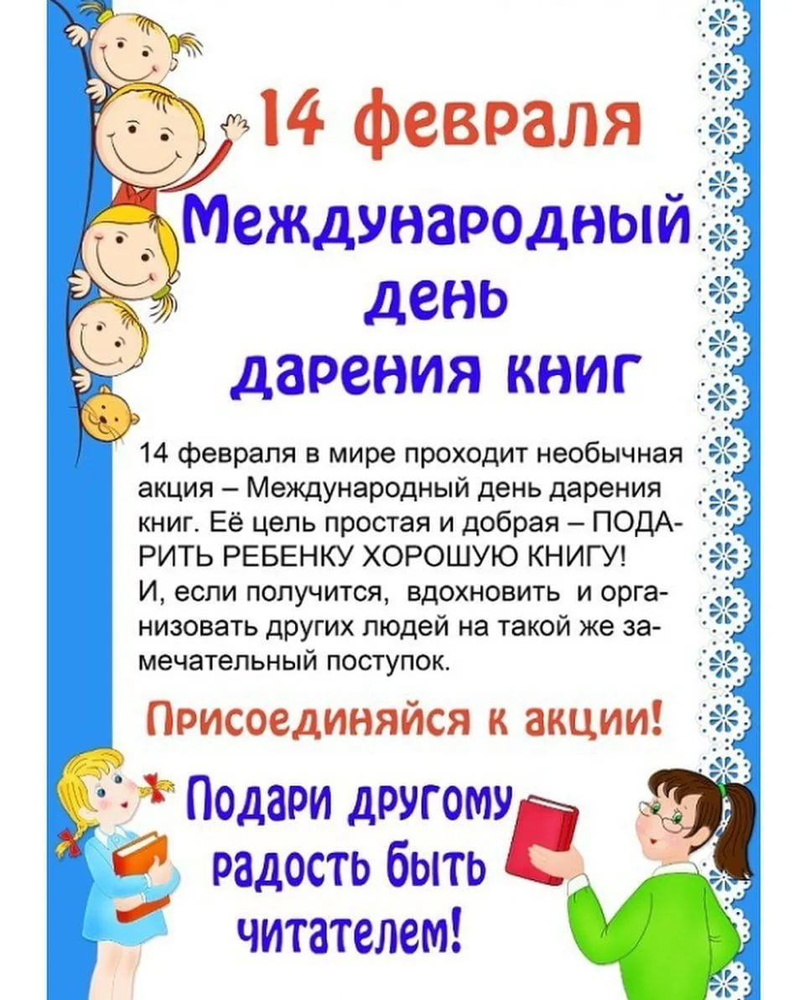 14 февраля
Международный
день
дарения книг
14 февраля в мире проходит необычная
акция – Международный день дарения
книг. Её цель простая и добрая – ПОДА-
РИТЬ РЕБЕНКУ ХОРОШУЮ КНИГУ!
И, если получится, вдохновить и орга-
низовать других людей на такой же за-
мечательный поступок.
Присоединяйся к акции!
Подари другому
радость быть
читателем!